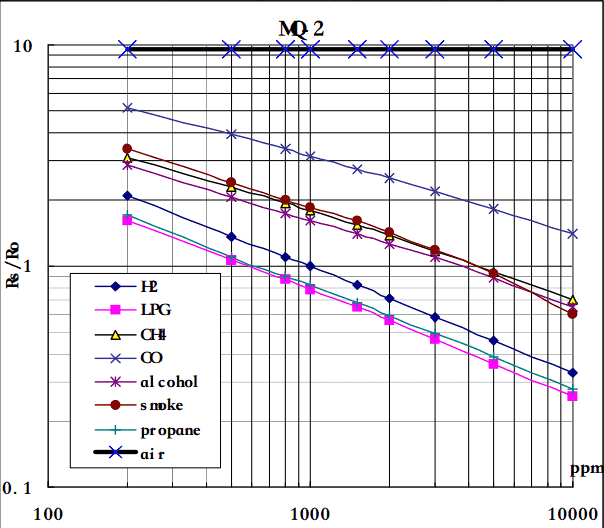 MQ-2
10
1
0.1
Rs/Ro
H2
LPG
CH4
CO
alcohol
smoke
propane
air
ppm
100
1000
10000